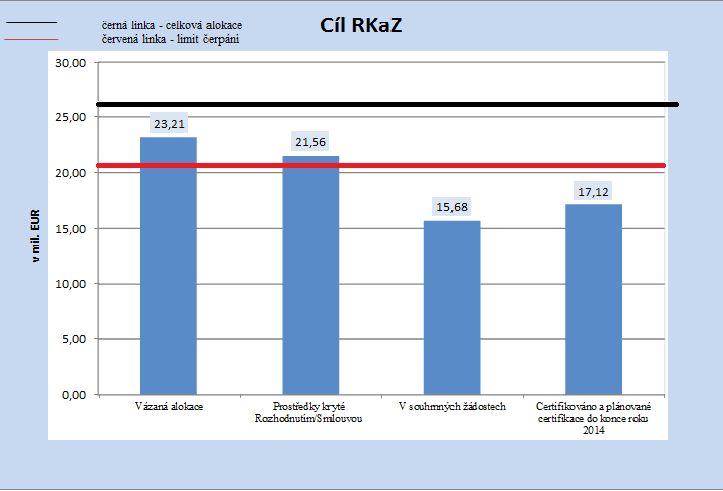 Cíl RKaZ
černá linka - celková alokace
červená linka - limit čerpání
v mil. EUR
30,00
25,00
20,00
15,00
10,00
5,00
0,00
23,21
21,56
15,68
17,12
Vázaná alokace
Prostředky kryté
Rozhodnutím/Smlouvou
V souhrnných žádostech
Certifikováno a plánované
certifikace do konce roku
2014